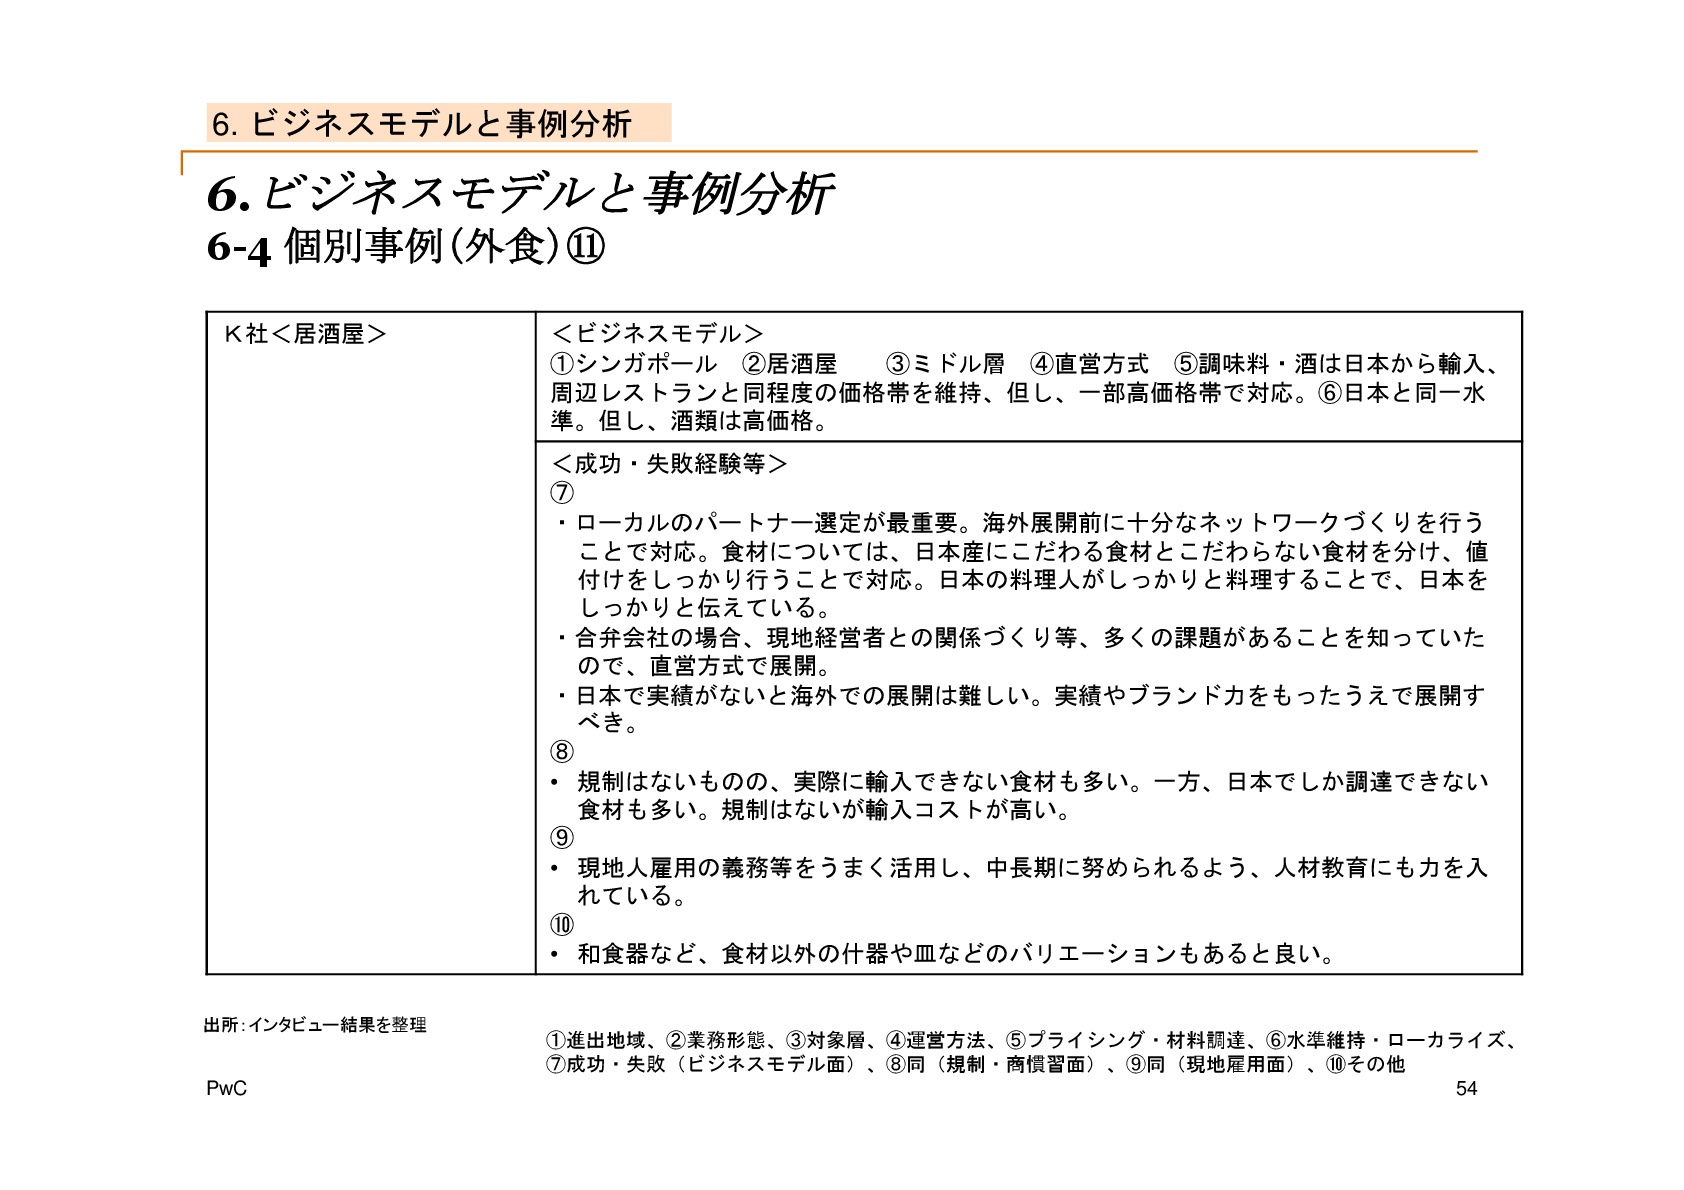 6. ビジネスモデルと事例分析
6. ビジネスモデルと事例分析
6-4 個別事例（外食）⑪
K社＜居酒屋＞
＜ビジネスモデル＞
①シンガポール　②居酒屋　　③ミドル層　④直営方式　⑤調味料・酒は日本から輸入、
周辺レストランと同程度の価格帯を維持、但し、一部高価格帯で対応。⑥日本と同一水
準。但し、酒類は高価格。
＜成功・失敗経験等＞
⑦
・ローカルのパートナー選定が最重要。海外展開前に十分なネットワークづくりを行う
ことで対応。食材については、日本産にこだわる食材とこだわらない食材を分け、値
付けをしっかり行うことで対応。日本の料理人がしっかりと料理することで、日本を
しっかりと伝えている。
・合弁会社の場合、現地経営者との関係づくり等、多くの課題があることを知っていた
ので、直営方式で展開。
・日本で実績がないと海外での展開は難しい。実績やブランド力をもったうえで展開す
べき。
⑧
• 規制はないものの、実際に輸入できない食材も多い。一方、日本でしか調達できない
食材も多い。規制はないが輸入コストが高い。
⑨
• 現地人雇用の義務等をうまく活用し、中長期に努められるよう、人材教育にも力を入
れている。
⑩
• 和食器など、食材以外の什器や皿などのバリエーションもあると良い。
出所：インタビュー結果を整理
①進出地域、②業務形態、③対象層、④運営方法、⑤プライシング・材料調達、⑥水準維持・ローカライズ、
⑦成功・失敗（ビジネスモデル面）、⑧同（規制・商慣習面）、⑨同（現地雇用面）、⑩その他
PwC
54